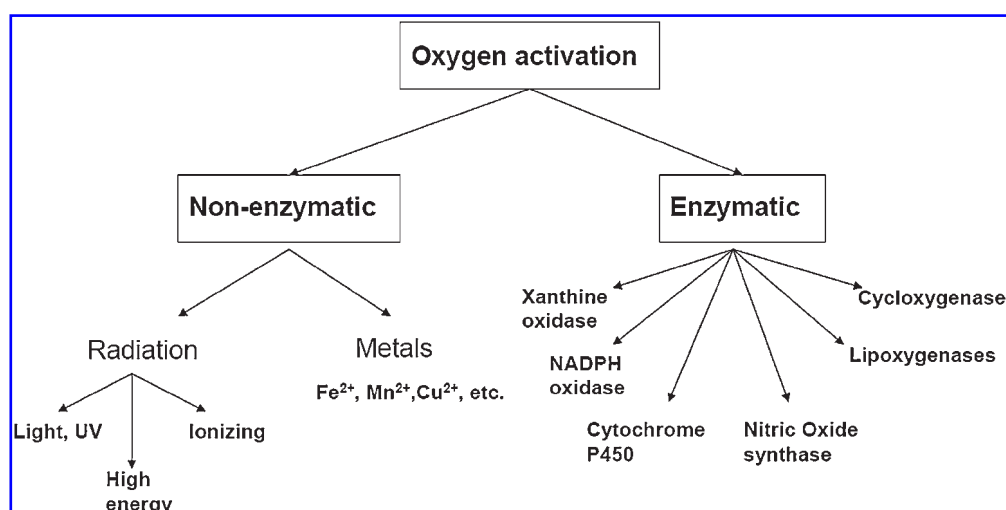 Oxygen activation
Non-enzymatic
Enzymatic
Radiation
Light, UV
High
energy
Ionizing
Metals
Fe²⁺, Mn²⁺,Cu²⁺, etc.
Xanthine
oxidase
NADPH
oxidase
Cytochrome
P450
Nitric Oxide
synthase
Lipoxygenases
Cycloxygenase